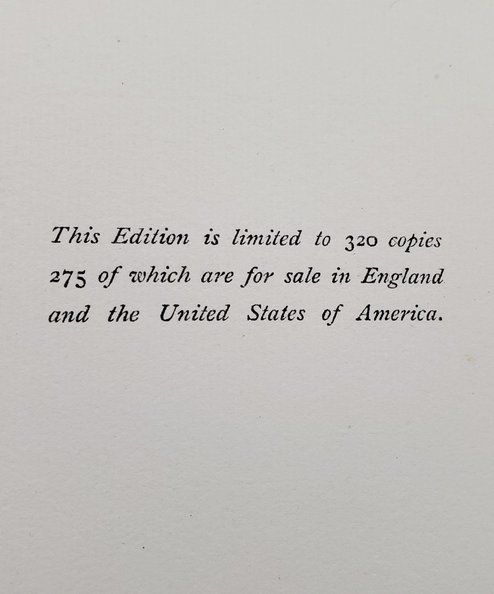 This Edition is limited to 320 copies
275 of which are for sale in England
and the United States of America.